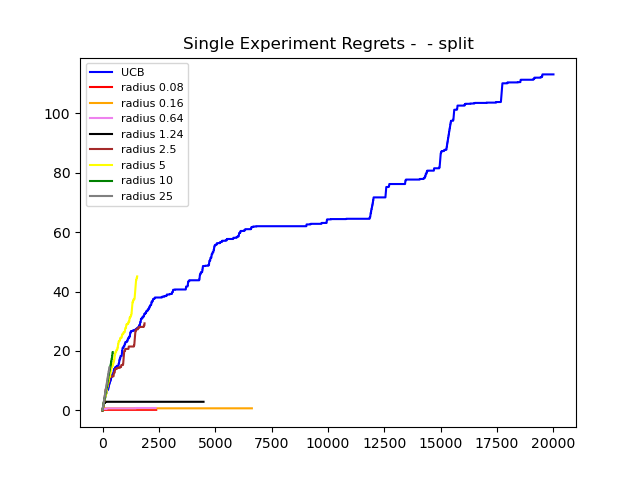 Single Experiment Regrets -  - split
UCB
radius 0.08
radius 0.16
radius 0.64
radius 1.24
radius 2.5
radius 5
radius 10
radius 25
100
80
60
40
20
0
0 2500 5000 7500 10000 12500 15000 17500 20000